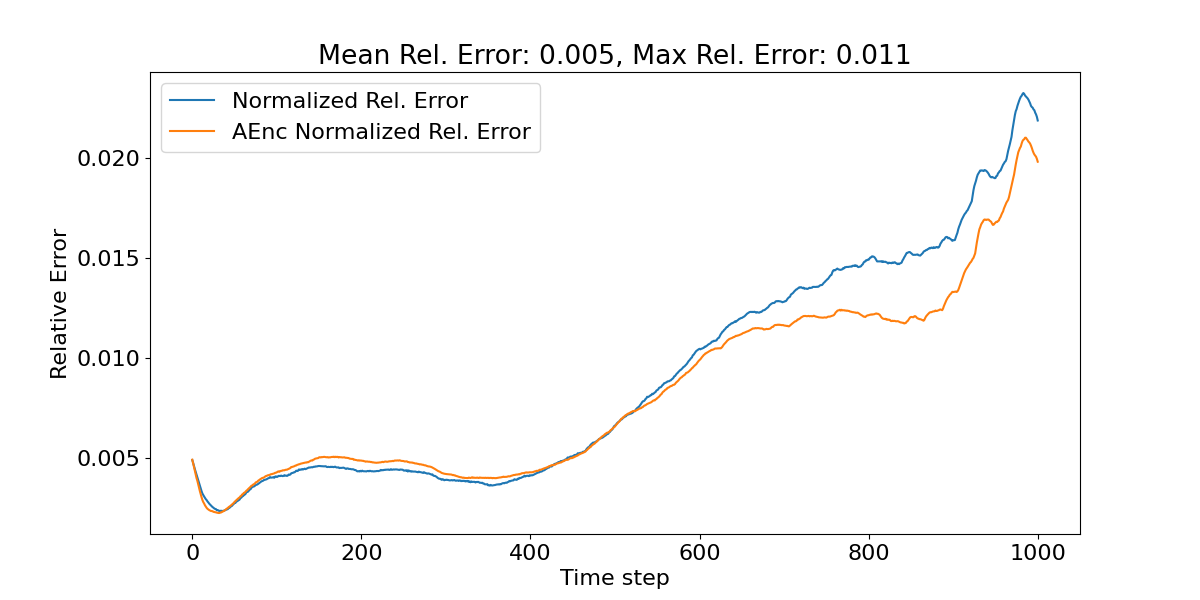 Mean Rel. Error: 0.005, Max Rel. Error: 0.011
Normalized Rel. Error
AEnc Normalized Rel. Error
Relative Error
0.020
0.015
0.010
0.005
0 200 400 600 800 1000
Time step